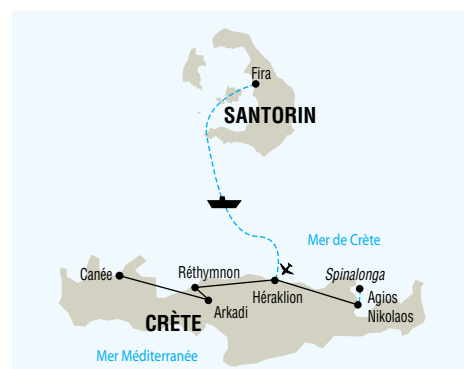 Fira
SANTORIN
Mer de Crète
Canée
Réthymnon
Spinalonga
Héraklion
Agios
Nikolaos
Arkadi
CRÈTE
Mer Méditerranée